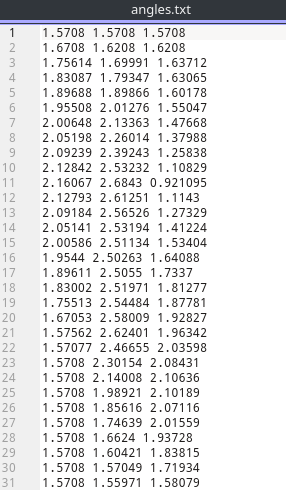 angles.txt
1 1.5708 1.5708 1.5708
2 1.6708 1.6208 1.6208
3 1.75614 1.69991 1.63712
4 1.83087 1.79347 1.63065
5 1.89688 1.89866 1.60178
6 1.95508 2.01276 1.55047
7 2.00648 2.13363 1.47668
8 2.05198 2.26014 1.37988
9 2.09239 2.39243 1.25838
10 2.12842 2.53232 1.10829
11 2.16067 2.6843 0.921095
12 2.12793 2.61251 1.1143
13 2.09184 2.56526 1.27329
14 2.05141 2.53194 1.41224
15 2.00586 2.51134 1.53404
16 1.9544 2.50263 1.64088
17 1.89611 2.5055 1.7337
18 1.83002 2.51971 1.81277
19 1.75513 2.54484 1.87781
20 1.67053 2.58009 1.92827
21 1.57562 2.62401 1.96342
22 1.57077 2.46655 2.03598
23 1.5708 2.30154 2.08431
24 1.5708 2.14008 2.10636
25 1.5708 1.98921 2.10189
26 1.5708 1.85616 2.07116
27 1.5708 1.74639 2.01559
28 1.5708 1.6624 1.93728
29 1.5708 1.60421 1.83815
30 1.5708 1.57049 1.71934
31 1.5708 1.55971 1.58079